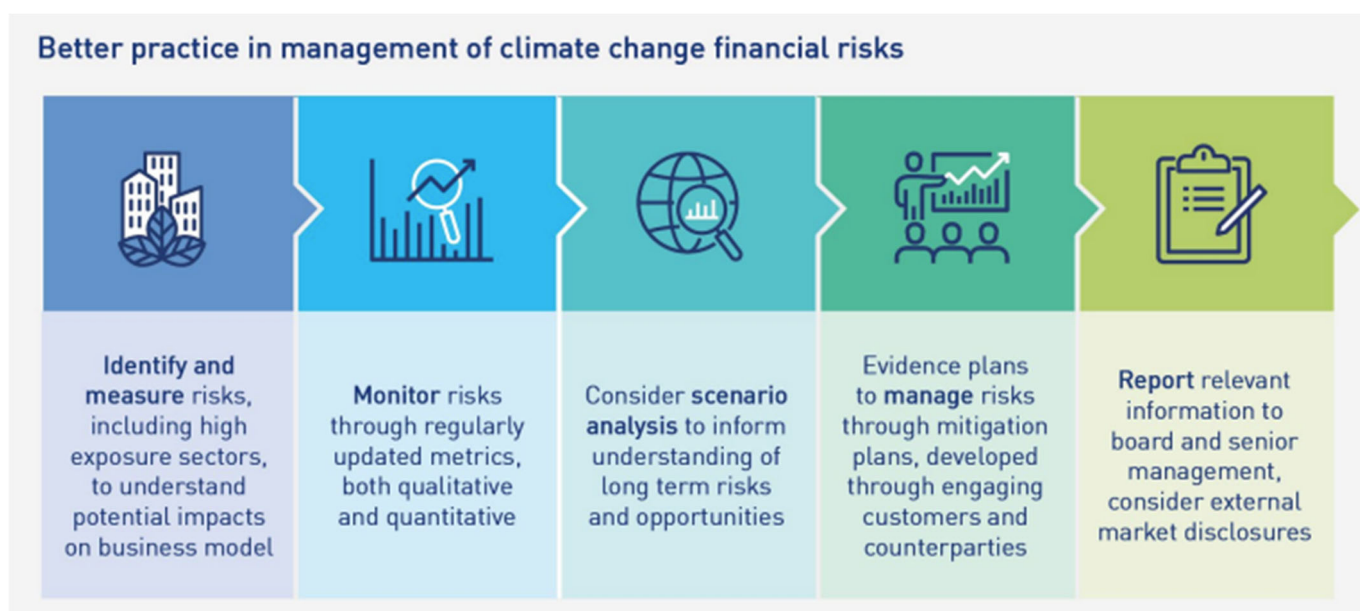 Better practice in management of climate change financial risks
Identify and
measure risks,
including high
exposure sectors,
to understand
potential impacts
on business model
Monitor risks
through regularly
updated metrics,
both qualitative
and quantitative
Consider scenario
analysis to inform
understanding of
long term risks
and opportunities
Evidence plans
to manage risks
through mitigation
plans, developed
through engaging
customers and
counterparties
Report relevant
information to
board and senior
management,
consider external
market disclosures